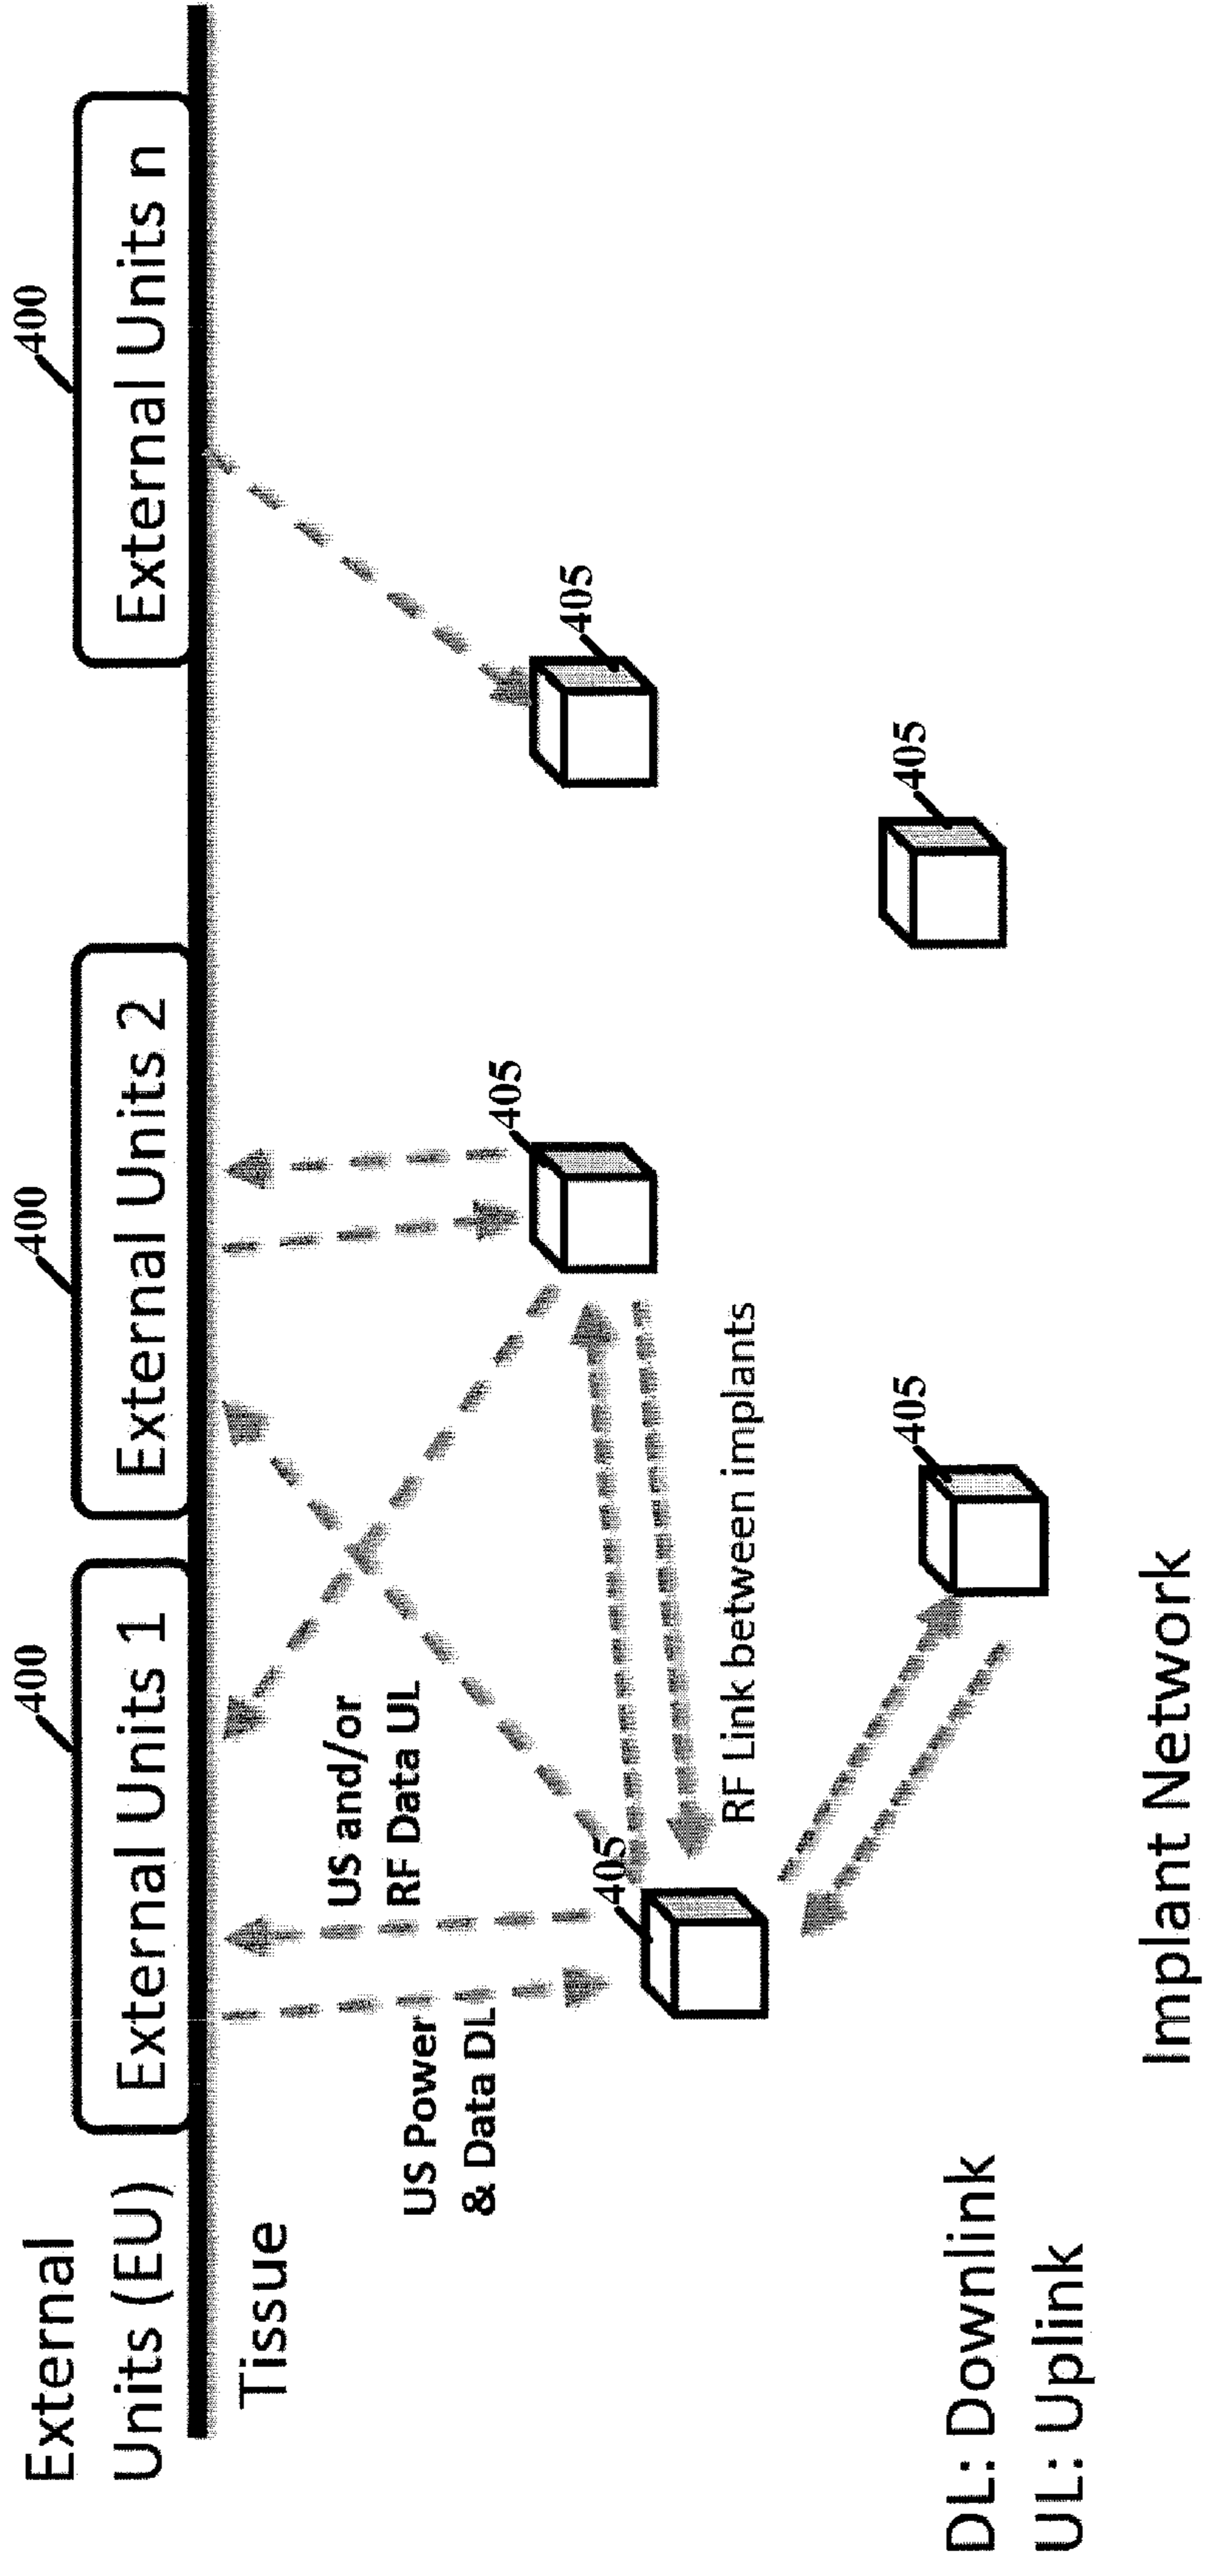 External
Units (EU)
400
External Units 1
400
External Units 2
400
External Units n
Tissue
US Power
& Data DL
US and/or
RF Data UL
405
405
405
RF Link between implants
405
405
DL: Downlink
UL: Uplink
Implant Network